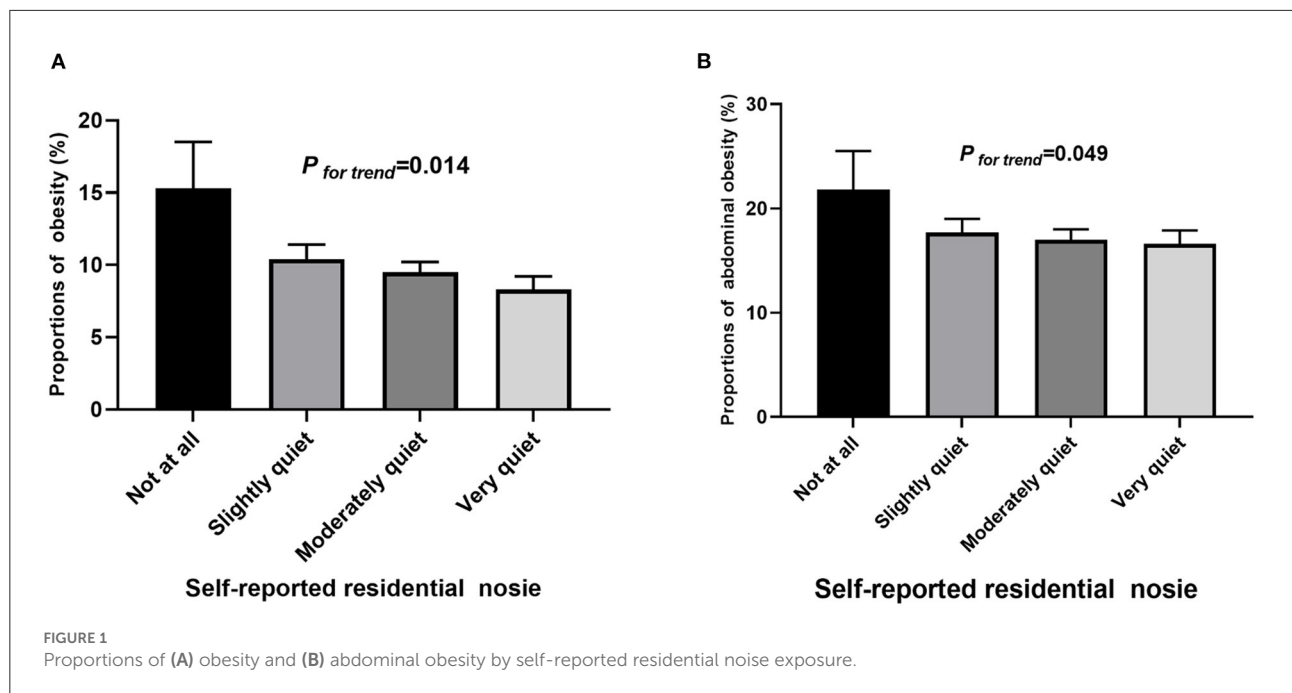 A
Proportions of obesity (%)
20
15
10
5
0
P for trend=0.014
Not at all
Slightly quiet
Moderately quiet
Very quiet
Self-reported residential nosie
B
Proportions of abdominal obesity (%)
30
20
10
0
P for trend=0.049
Not at all
Slightly quiet
Moderately quiet
Very quiet
Self-reported residential nosie
FIGURE 1
Proportions of (A) obesity and (B) abdominal obesity by self-reported residential noise exposure.